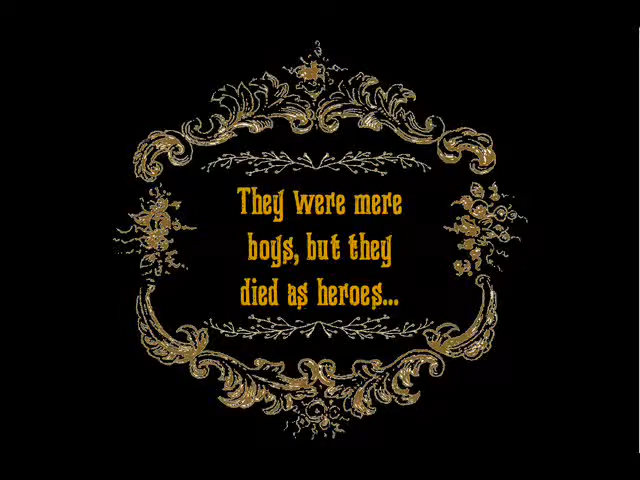 They were mere
boys, but they
died as heroes...